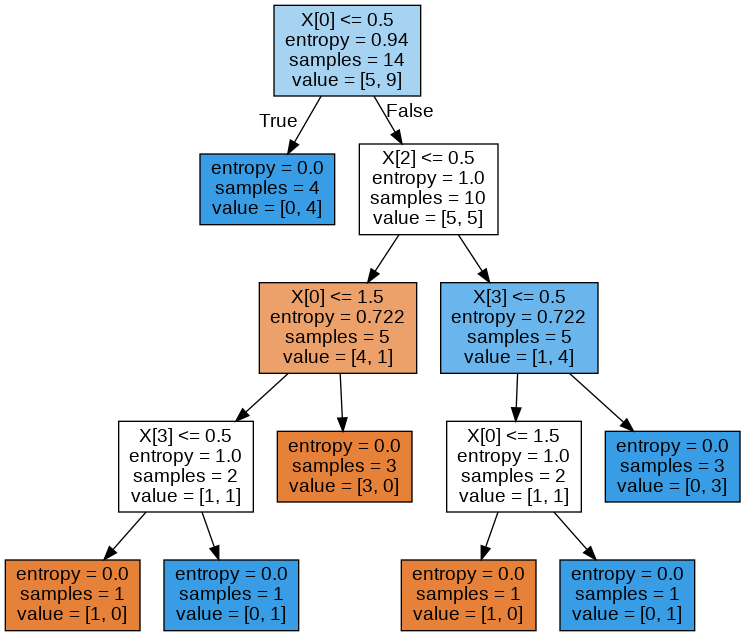 X[0] <= 0.5
entropy = 0.94
samples = 14
value = [5, 9]
True
False
entropy = 0.0
samples = 4
value = [0, 4]
X[2] <= 0.5
entropy = 1.0
samples = 10
value = [5, 5]
X[0] <= 1.5
entropy = 0.722
samples = 5
value = [4, 1]
X[3] <= 0.5
entropy = 0.722
samples = 5
value = [1, 4]
X[3] <= 0.5
entropy = 1.0
samples = 2
value = [1, 1]
entropy = 0.0
samples = 3
value = [3, 0]
X[0] <= 1.5
entropy = 1.0
samples = 2
value = [1, 1]
entropy = 0.0
samples = 3
value = [0, 3]
entropy = 0.0
samples = 1
value = [1, 0]
entropy = 0.0
samples = 1
value = [0, 1]
entropy = 0.0
samples = 1
value = [1, 0]
entropy = 0.0
samples = 1
value = [0, 1]